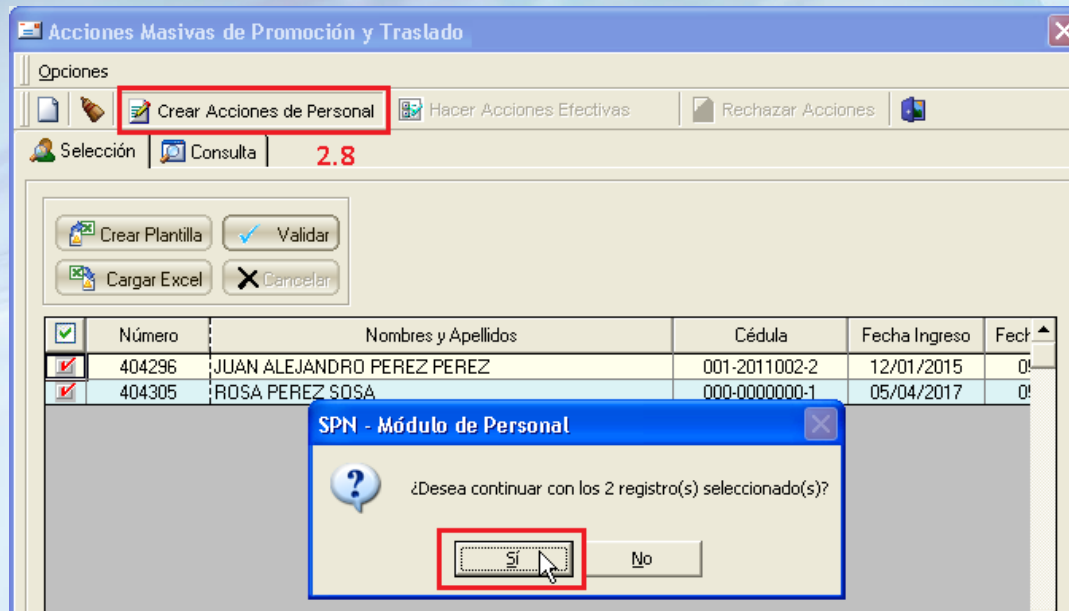 Acciones Masivas de Promoción y Traslado
Opciones
Crear Acciones de Personal Hacer Acciones Efectivas Rechazar Acciones
Selección Consulta 2.8
Crear Plantilla Validar
Cargar Excel Cancelar
Número Nombres y Apellidos Cédula Fecha Ingreso
404296 JUAN ALEJANDRO PEREZ PEREZ 001-2011002-2 12/01/2015
404305 ROSA PEREZ SOSA 000-0000000-1 05/04/2017
SPN - Módulo de Personal
¿Desea continuar con los 2 registro(s) seleccionado(s)?
Sí No